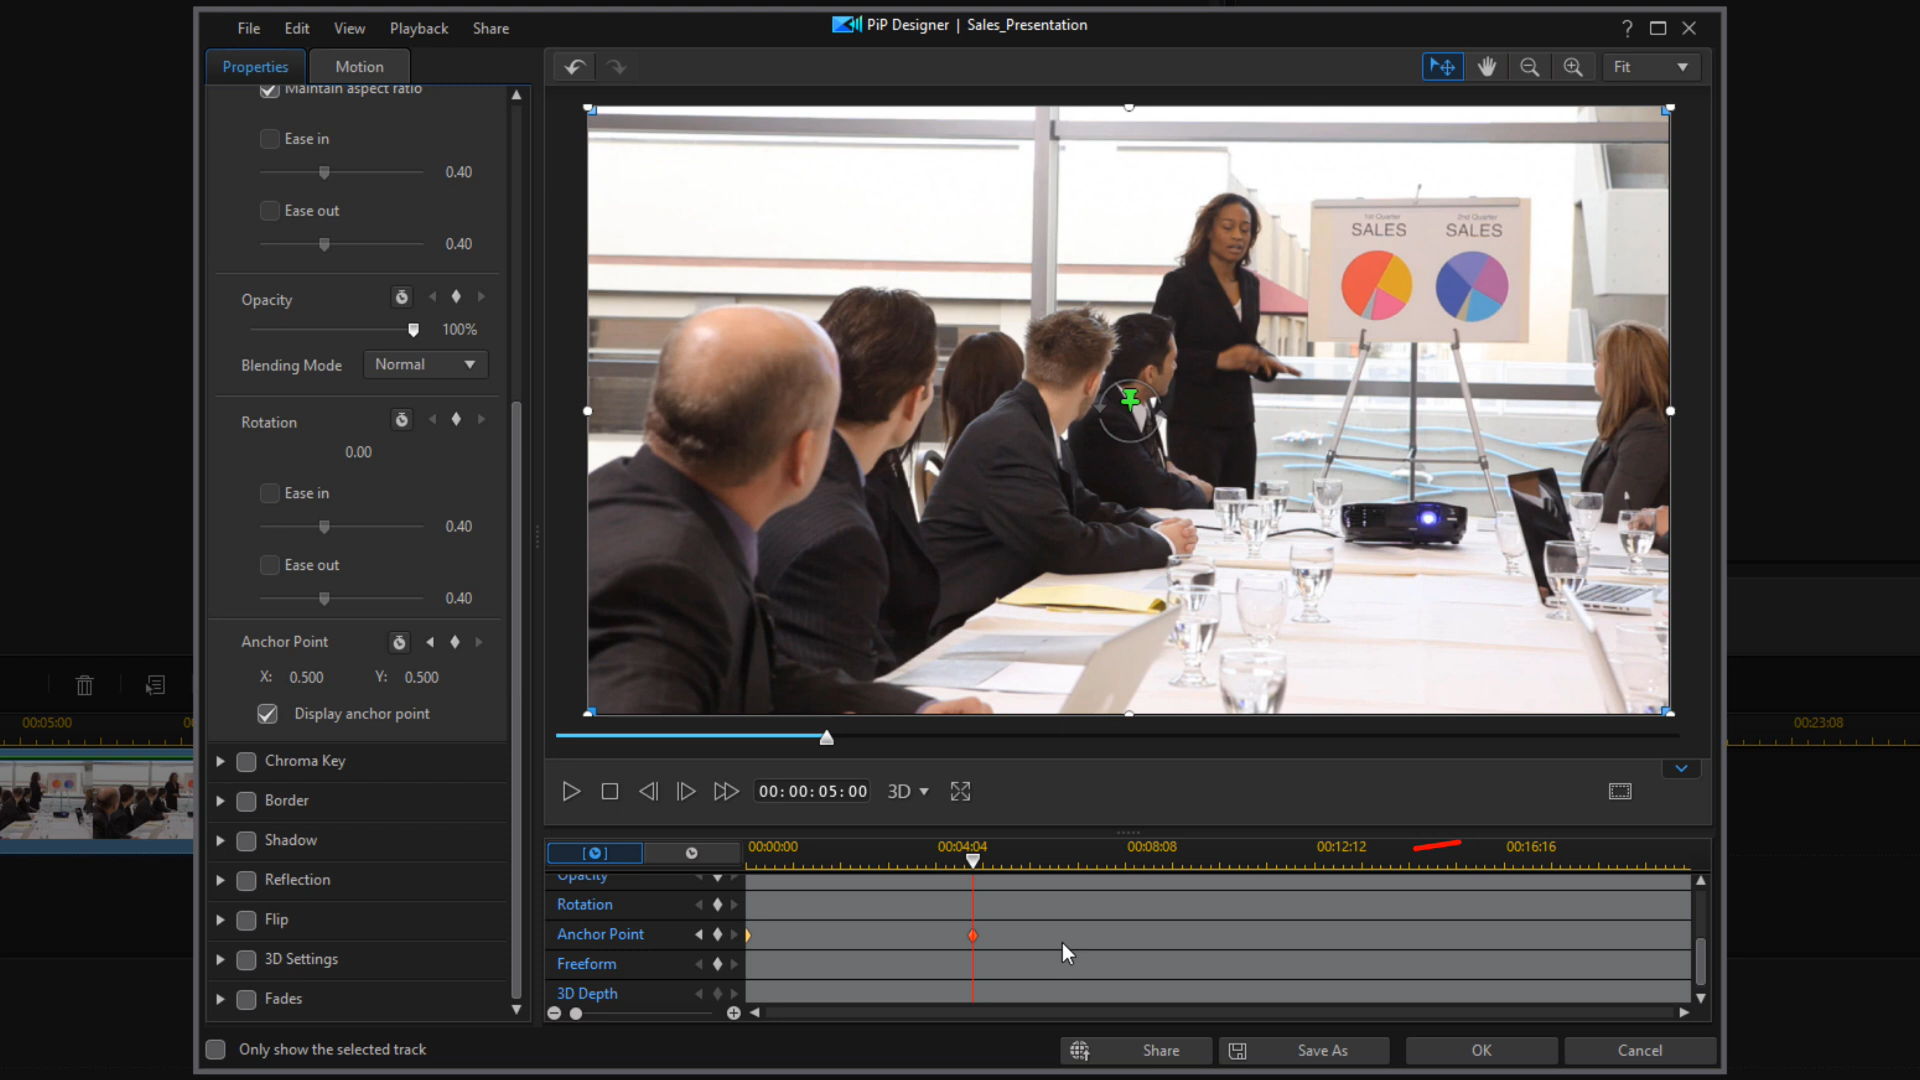 File Edit View Playback Share
PiP Designer | Sales_Presentation
?
Properties Motion
Fit
Maintain aspect ratio
Ease in
0.40
Ease out
0.40
Opacity
100%
Blending Mode Normal
Rotation
0.00
Ease in
0.40
Ease out
0.40
Anchor Point
X: 0.500 Y: 0.500
Display anchor point
Chroma Key
Border
Shadow
Reflection
Flip
3D Settings
Fades
Only show the selected track
1st Quarter 2nd Quarter
SALES SALES
00:00:05:00 3D
00:00:00 00:04:04 00:08:08 00:12:12 00:16:16
Opacity
Rotation
Anchor Point
Freeform
3D Depth
Share Save As OK Cancel
00:05:00
00:23:08